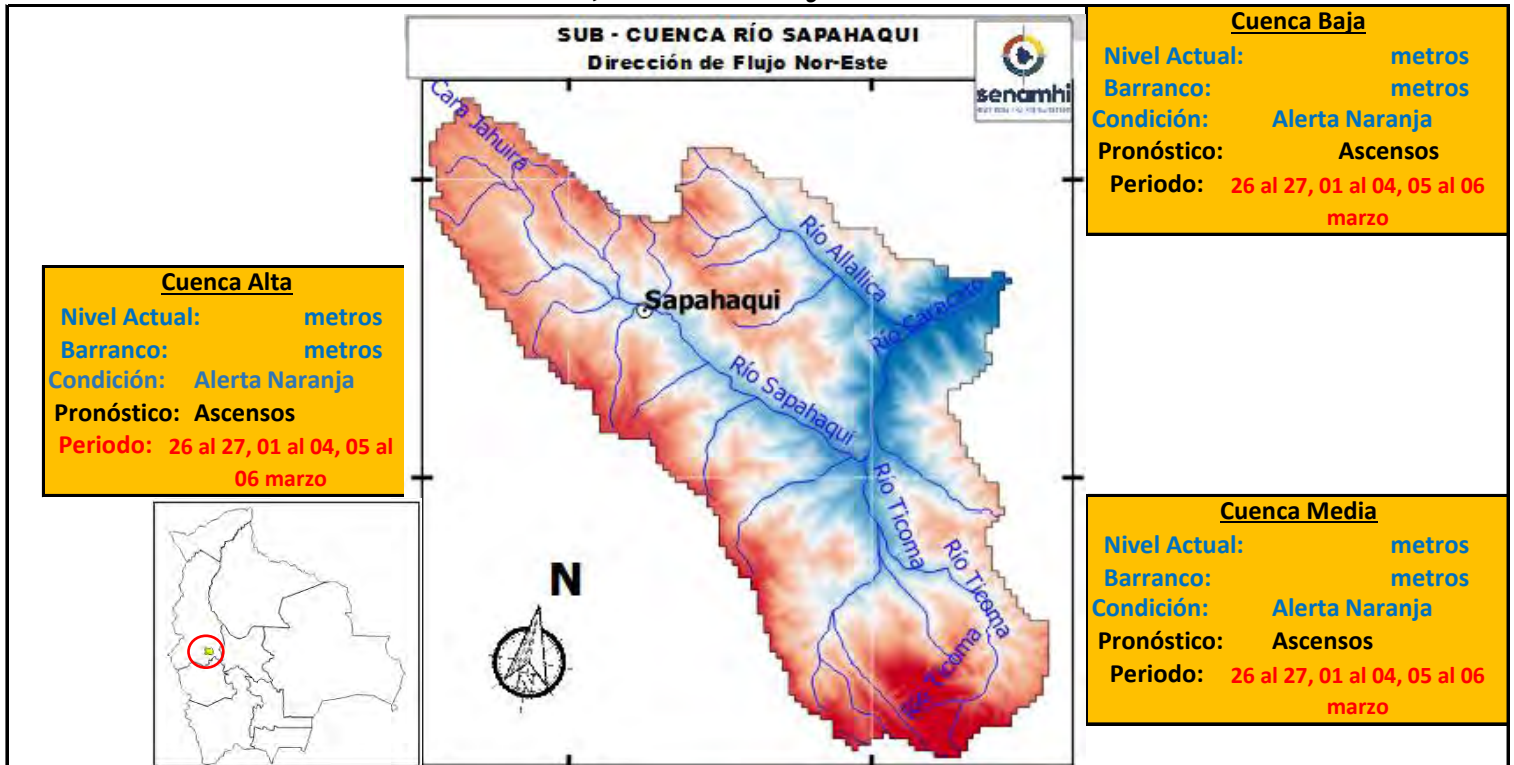 SUB - CUENCA RÍO SAPAHAQUI
Dirección de Flujo Nor-Este
senamhi
Cuenca Baja
Nivel Actual: metros
Barranco: metros
Condición: Alerta Naranja
Pronóstico: Ascensos
Periodo: 26 al 27, 01 al 04, 05 al 06
marzo
Cuenca Alta
Nivel Actual: metros
Barranco: metros
Condición: Alerta Naranja
Pronóstico: Ascensos
Periodo: 26 al 27, 01 al 04, 05 al
06 marzo
Cara Jahuira
Río Allallica
Sapahaqui
Río Caracato
Río Sapahaqui
Río Ticoma
Río Ticoma
Río Ticoma
N
Cuenca Media
Nivel Actual: metros
Barranco: metros
Condición: Alerta Naranja
Pronóstico: Ascensos
Periodo: 26 al 27, 01 al 04, 05 al 06
marzo